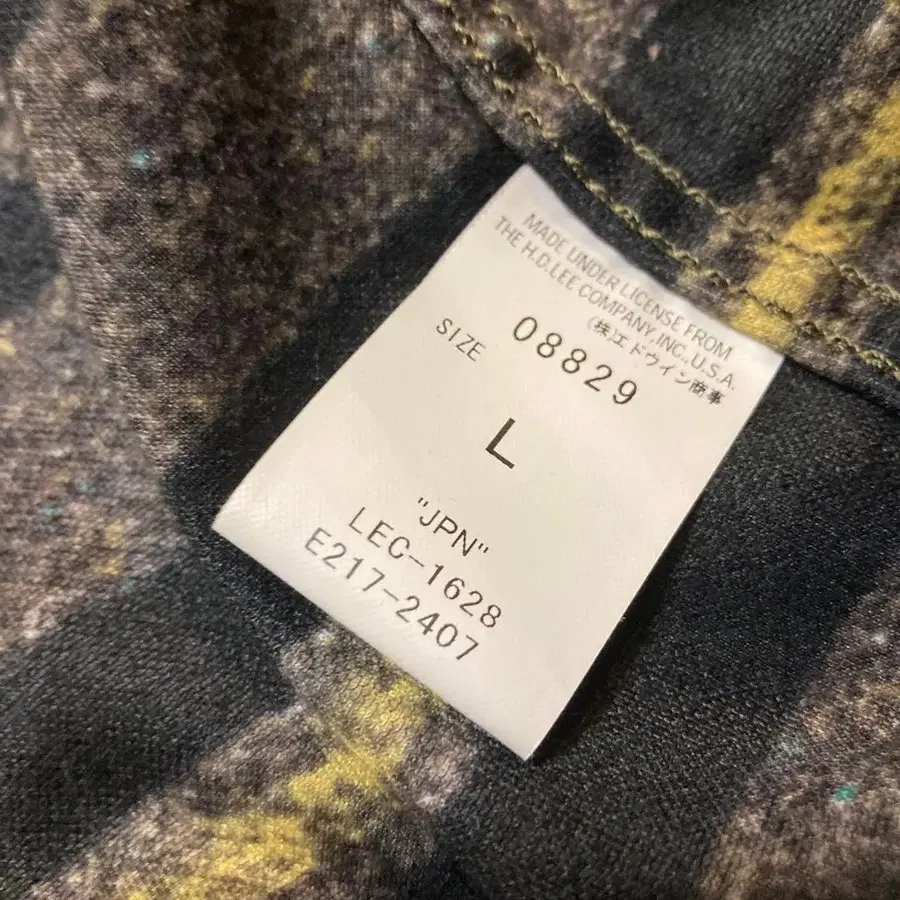 MADE UNDER LICENSE FROM
THE H.D.LEE COMPANY,INC.,U.S.A.
(株)エドウイン商事
SIZE 08829
L
"JPN"
LEC-1628
E217-2407